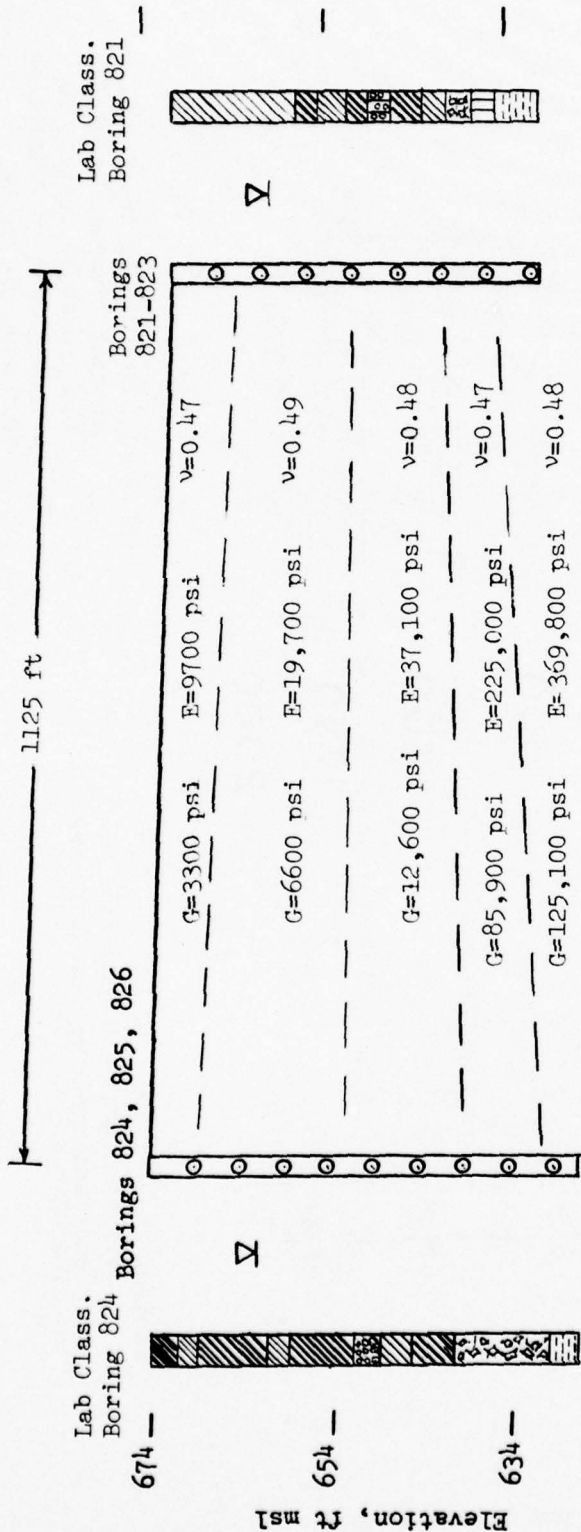 1125 ft
Lab Class.
Boring 824
Borings 824, 825, 826
Borings
821-823
Lab Class.
Boring 821
674
654
634
Elevation, ft msl
G=3300 psi E=9700 psi ν=0.47
G=6600 psi E=19,700 psi ν=0.49
G=12,600 psi E=37,100 psi ν=0.48
G=85,900 psi E=225,000 psi ν=0.47
G=125,100 psi E=369,800 psi ν=0.48